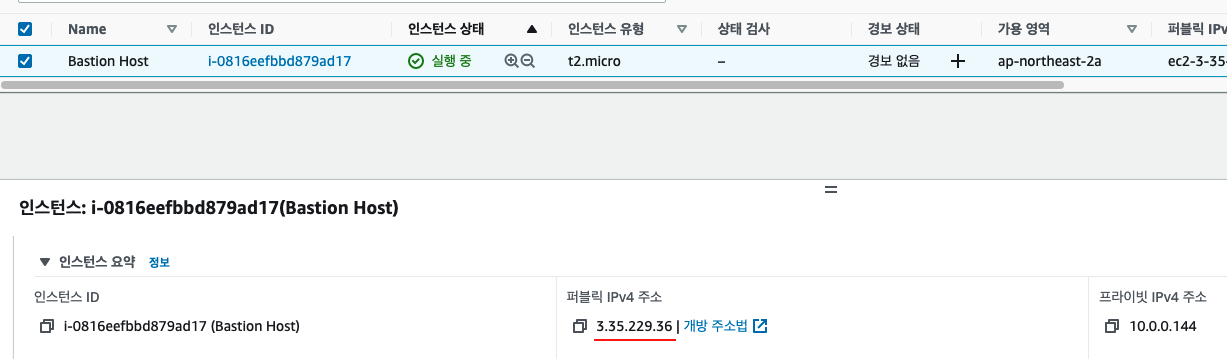 Name 인스턴스 ID 인스턴스 상태 인스턴스 유형 상태 검사 경보 상태 가용 영역 퍼블릭 IPv
Bastion Host i-0816eefbbd879ad17 실행 중 t2.micro – 경보 없음 + ap-northeast-2a ec2-3-35-
인스턴스: i-0816eefbbd879ad17(Bastion Host)
인스턴스 요약 정보
인스턴스 ID 퍼블릭 IPv4 주소 프라이빗 IPv4 주소
i-0816eefbbd879ad17 (Bastion Host) 3.35.229.36 | 개방 주소법 10.0.0.144